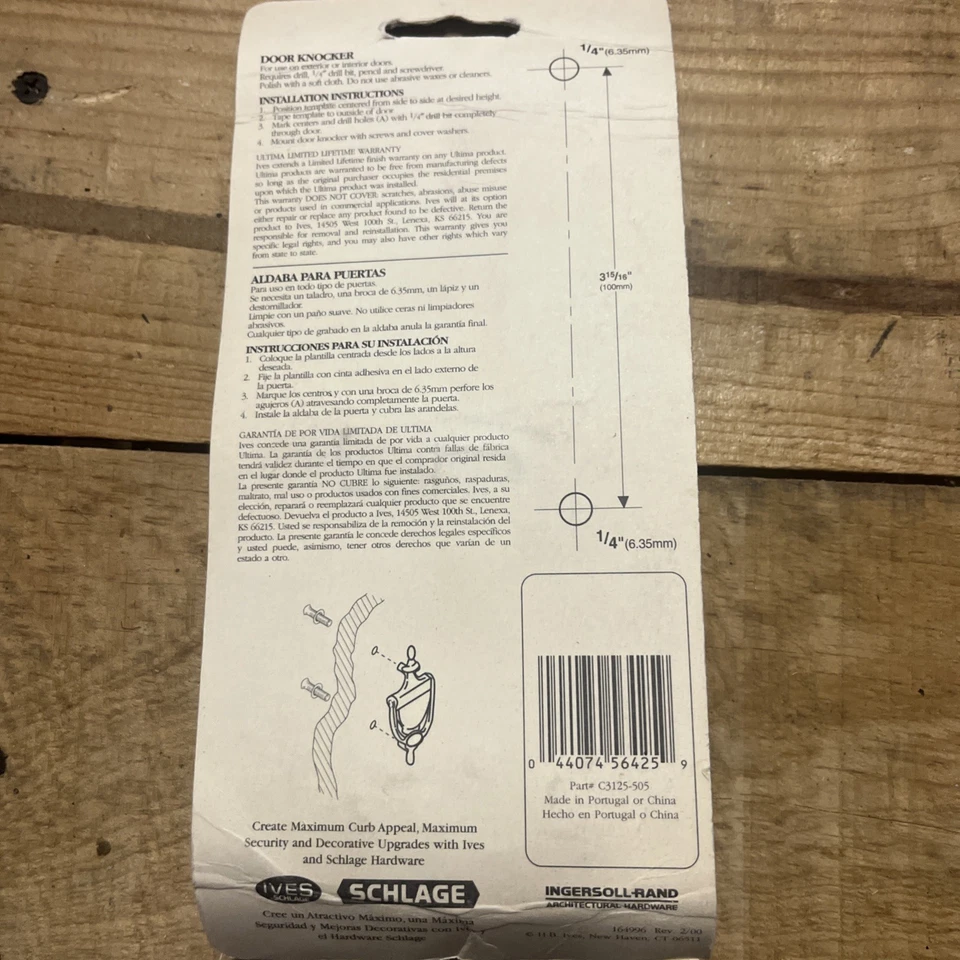 DOOR KNOCKER
For use on exterior or interior doors.
Requires drill, 1/4" drill bit, pencil and screwdriver.
Polish with a soft cloth. Do not use abrasive waxes or cleaners.
INSTALLATION INSTRUCTIONS
1. Position template centered from side to side at desired height.
2. Tape template to outside of door.
3. Mark centers and drill holes (A) with 1/4" drill bit completely
through door.
4. Mount door knocker with screws and cover washers.
ULTIMA LIMITED LIFETIME WARRANTY
Ives extends a Limited Lifetime finish warranty on any Ultima product.
Ultima products are warranted to be free from manufacturing defects
so long as the original purchaser occupies the residential premises
upon which the Ultima product was installed.
This warranty DOES NOT COVER: scratches, abrasions, abuse misuse
or products used in commercial applications. Ives will at its option
either repair or replace any product found to be defective. Return the
product to Ives, 14505 West 100th St., Lenexa, KS 66215. You are
responsible for removal and reinstallation. This warranty gives you
specific legal rights, and you may also have other rights which vary
from state to state.
ALDABA PARA PUERTAS
Para uso en todo tipo de puertas.
Se necesita un taladro, una broca de 6.35mm, un lápiz y un
destornillador.
Limpie con un paño suave. No utilice ceras ni limpiadores
abrasivos.
Cualquier tipo de grabado en la aldaba anula la garantía final.
INSTRUCCIONES PARA SU INSTALACIÓN
1. Coloque la plantilla centrada desde los lados a la altura
deseada.
2. Fije la plantilla con cinta adhesiva en el lado externo de
la puerta.
3. Marque los centros y con una broca de 6.35mm perfore los
agujeros (A) atravesando completamente la puerta.
4. Instale la aldaba de la puerta y cubra las arandelas.
GARANTÍA DE POR VIDA LIMITADA DE ULTIMA
Ives concede una garantía limitada de por vida a cualquier producto
Ultima. La garantía de los productos Ultima contra fallas de fábrica
tendrá validez durante el tiempo en que el comprador original resida
en el lugar donde el producto Ultima fue instalado.
La presente garantía NO CUBRE lo siguiente: rasguños, raspaduras,
maltrato, mal uso o productos usados con fines comerciales. Ives, a su
elección, reparará o reemplazará cualquier producto que se encuentre
defectuoso. Devuelva el producto a Ives, 14505 West 100th St., Lenexa,
KS 66215. Usted se responsabiliza de la remoción y la reinstalación del
producto. La presente garantía le concede derechos legales específicos
y usted puede, asimismo, tener otros derechos que varían de un
estado a otro.
1/4" (6.35mm)
3 15/16"
(100mm)
1/4" (6.35mm)
a
a
0 44074 56425 9
Part# C3125-505
Made in Portugal or China
Hecho en Portugal o China
Create Maximum Curb Appeal, Maximum
Security and Decorative Upgrades with Ives
and Schlage Hardware
IVES
SCHLAGE
SCHLAGE
INGERSOLL-RAND
ARCHITECTURAL HARDWARE
Cree un Atractivo Máximo, una Máxima
Seguridad y Mejoras Decorativas con Ives y
el Hardware Schlage
164996 Rev. 2/00
© H.B. Ives, New Haven, CT 06511